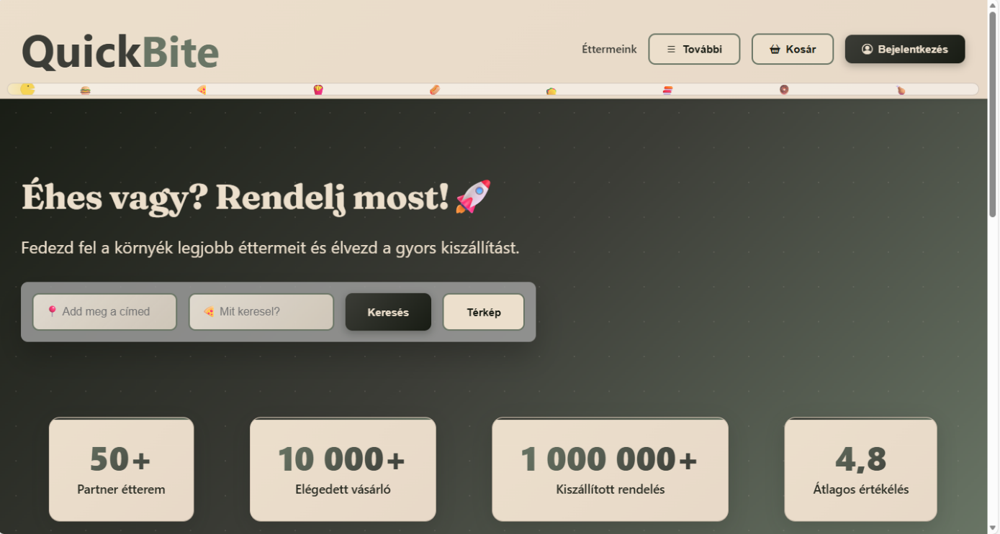 QuickBite
Éttermeink
További
Kosár
Bejelentkezés
Éhes vagy? Rendelj most!
Fedezd fel a környék legjobb éttermeit és élvezd a gyors kiszállítást.
Add meg a címed
Mit keresel?
Keresés
Térkép
50+
Partner étterem
10 000+
Elégedett vásárló
1 000 000+
Kiszállított rendelés
4,8
Átlagos értékélés